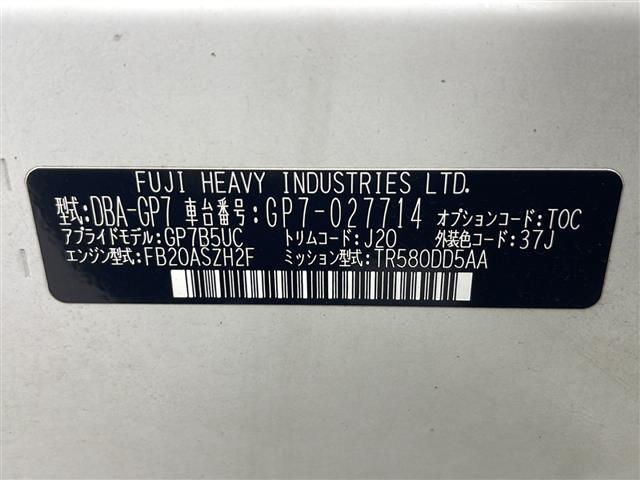 FUJI HEAVY INDUSTRIES LTD.
型式:DBA-GP7 車台番号:GP7-027714 オプションコード:TOC
アプライドモデル:GP7B5UC トリムコード:J20 外装色コード:37J
エンジン型式:FB20ASZH2F ミッション型式:TR580DD5AA